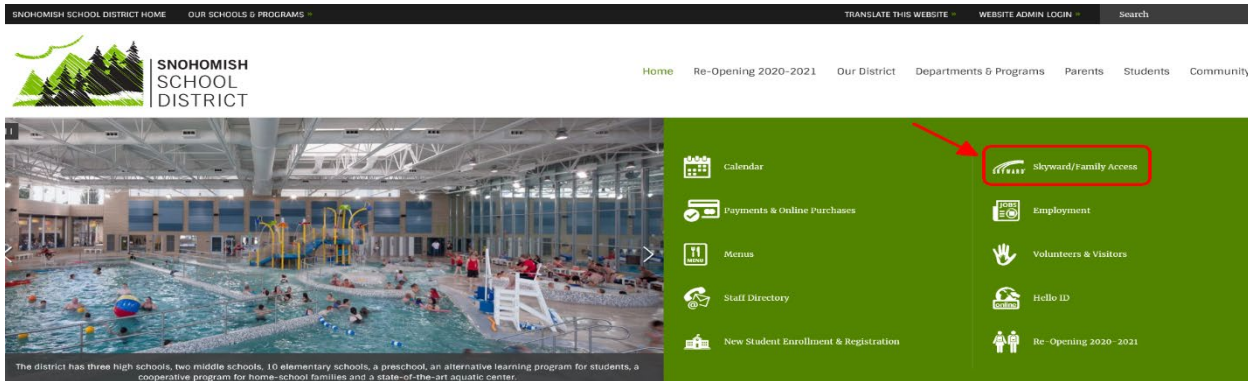 SNOHOMISH SCHOOL DISTRICT HOME OUR SCHOOLS & PROGRAMS »
TRANSLATE THIS WEBSITE » WEBSITE ADMIN LOGIN » Search
SNOHOMISH
SCHOOL
DISTRICT
Home Re-Opening 2020-2021 Our District Departments & Programs Parents Students Community
Calendar
SKYWARD Skyward/Family Access
Payments & Online Purchases
JOBS Employment
MENU Menus
Volunteers & Visitors
Staff Directory
online Hello ID
New Student Enrollment & Registration
Re-Opening 2020-2021
The district has three high schools, two middle schools, 10 elementary schools, a preschool, an alternative learning program for students, a
cooperative program for home-school families and a state-of-the-art aquatic center.